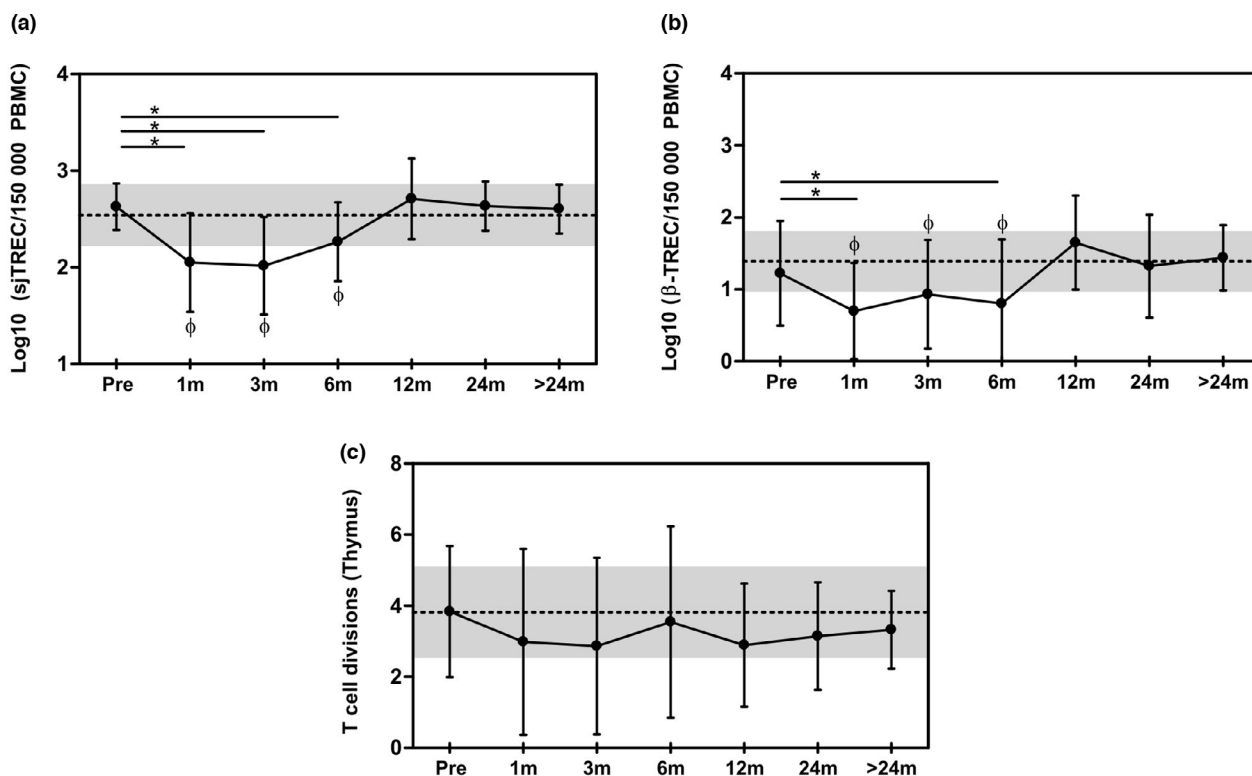 (a)
Log10 (sjTREC/150 000 PBMC)
4
3
2
1
*
*
*
ϕ
ϕ
ϕ
Pre 1m 3m 6m 12m 24m >24m
(b)
Log10 (β-TREC/150 000 PBMC)
4
3
2
1
0
*
*
ϕ
ϕ
ϕ
Pre 1m 3m 6m 12m 24m >24m
(c)
T cell divisions (Thymus)
8
6
4
2
0
Pre 1m 3m 6m 12m 24m >24m